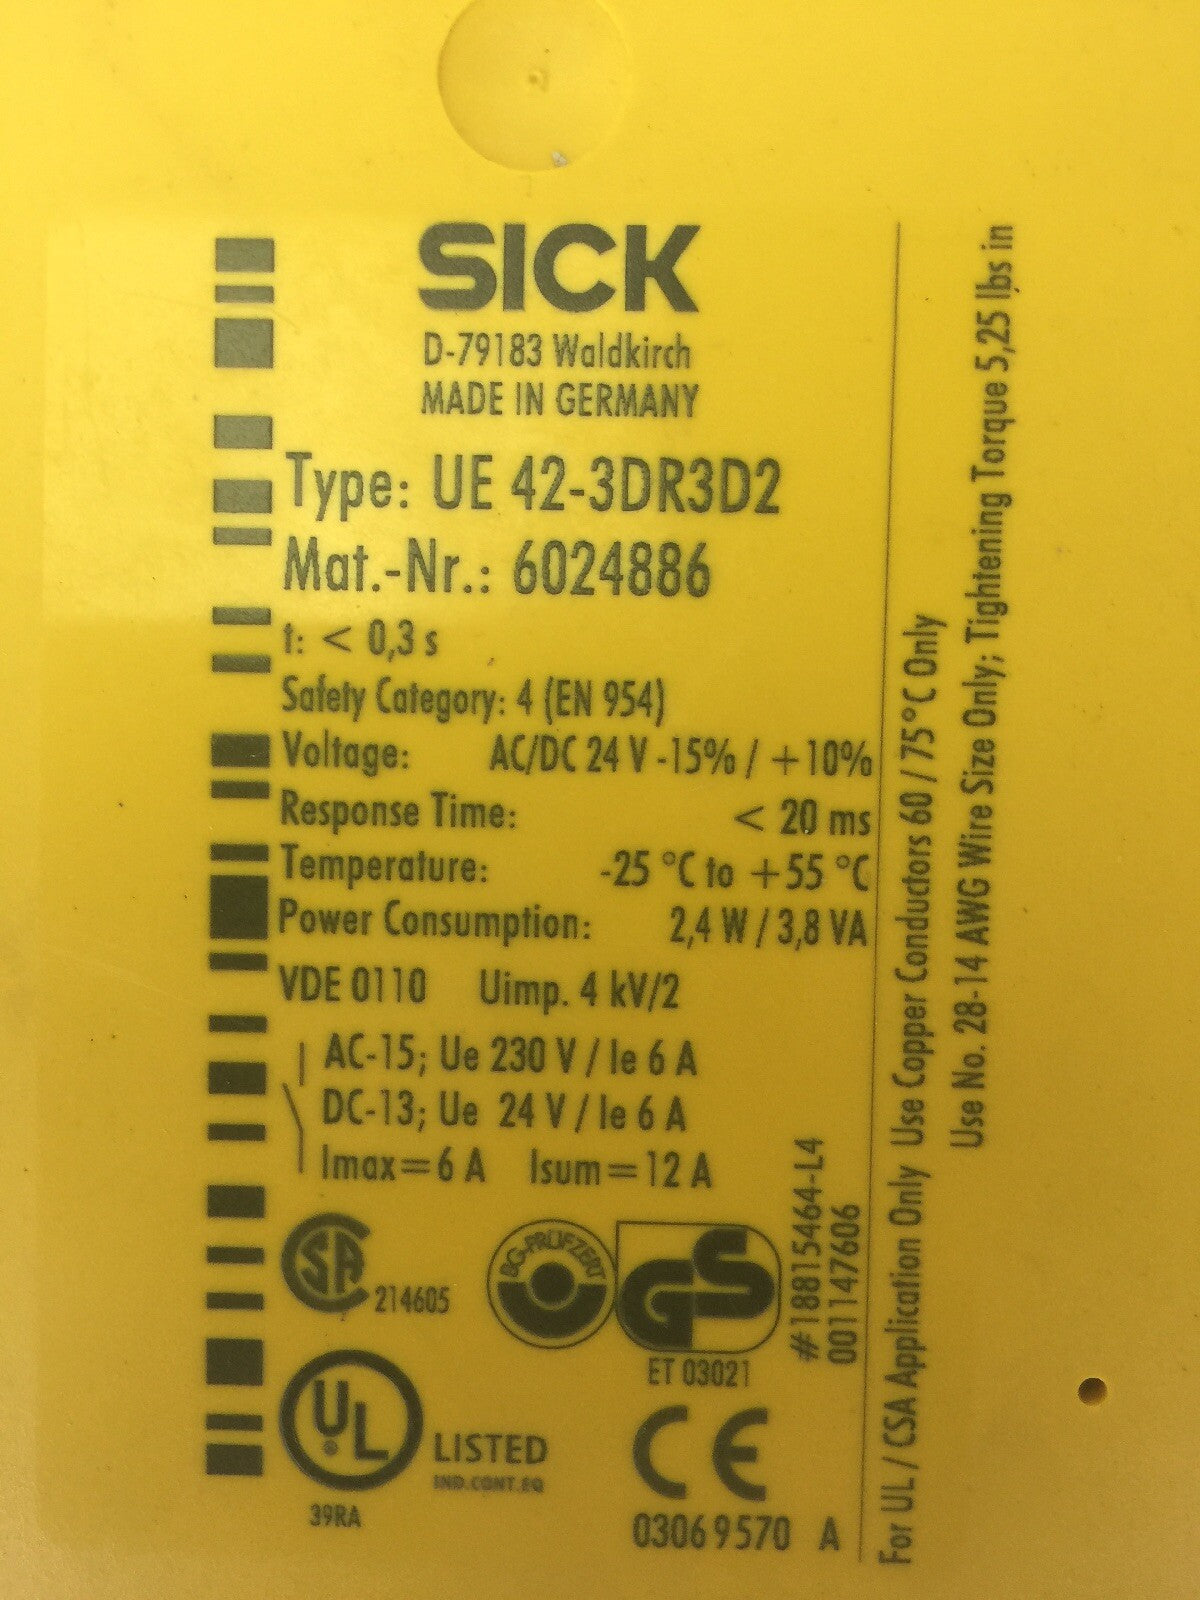 SICK
D-79183 Waldkirch
MADE IN GERMANY
Type: UE 42-3DR3D2
Mat.-Nr.: 6024886
t: < 0,3 s
Safety Category: 4 (EN 954)
Voltage: AC/DC 24 V -15% / +10%
Response Time: < 20 ms
Temperature: -25 °C to +55 °C
Power Consumption: 2,4 W / 3,8 VA
VDE 0110 Uimp. 4 kV/2
AC-15; Ue 230 V / Ie 6 A
DC-13; Ue 24 V / Ie 6 A
Imax=6 A Isum=12 A
CSA
214605
BG-PRÜFZERT
GS
ET 03021
#18815464-L4
001147606
UL
®
LISTED
IND.CONT.EQ
39RA
CE
03069570 A
For UL / CSA Application Only Use Copper Conductors 60 / 75°C Only
Use No. 28-14 AWG Wire Size Only; Tightening Torque 5,25 lbs in